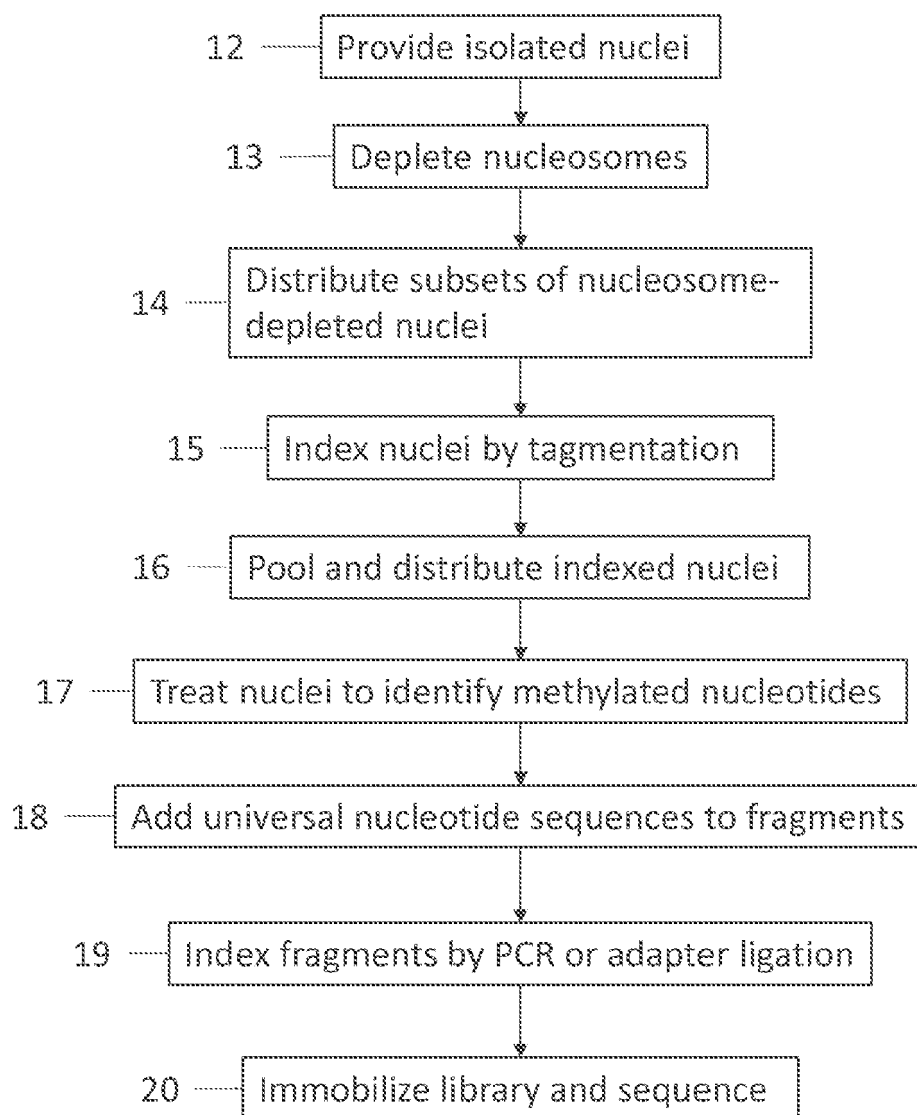 12 Provide isolated nuclei
13 Deplete nucleosomes
14 Distribute subsets of nucleosome-
depleted nuclei
15 Index nuclei by tagmentation
16 Pool and distribute indexed nuclei
17 Treat nuclei to identify methylated nucleotides
18 Add universal nucleotide sequences to fragments
19 Index fragments by PCR or adapter ligation
20 Immobilize library and sequence